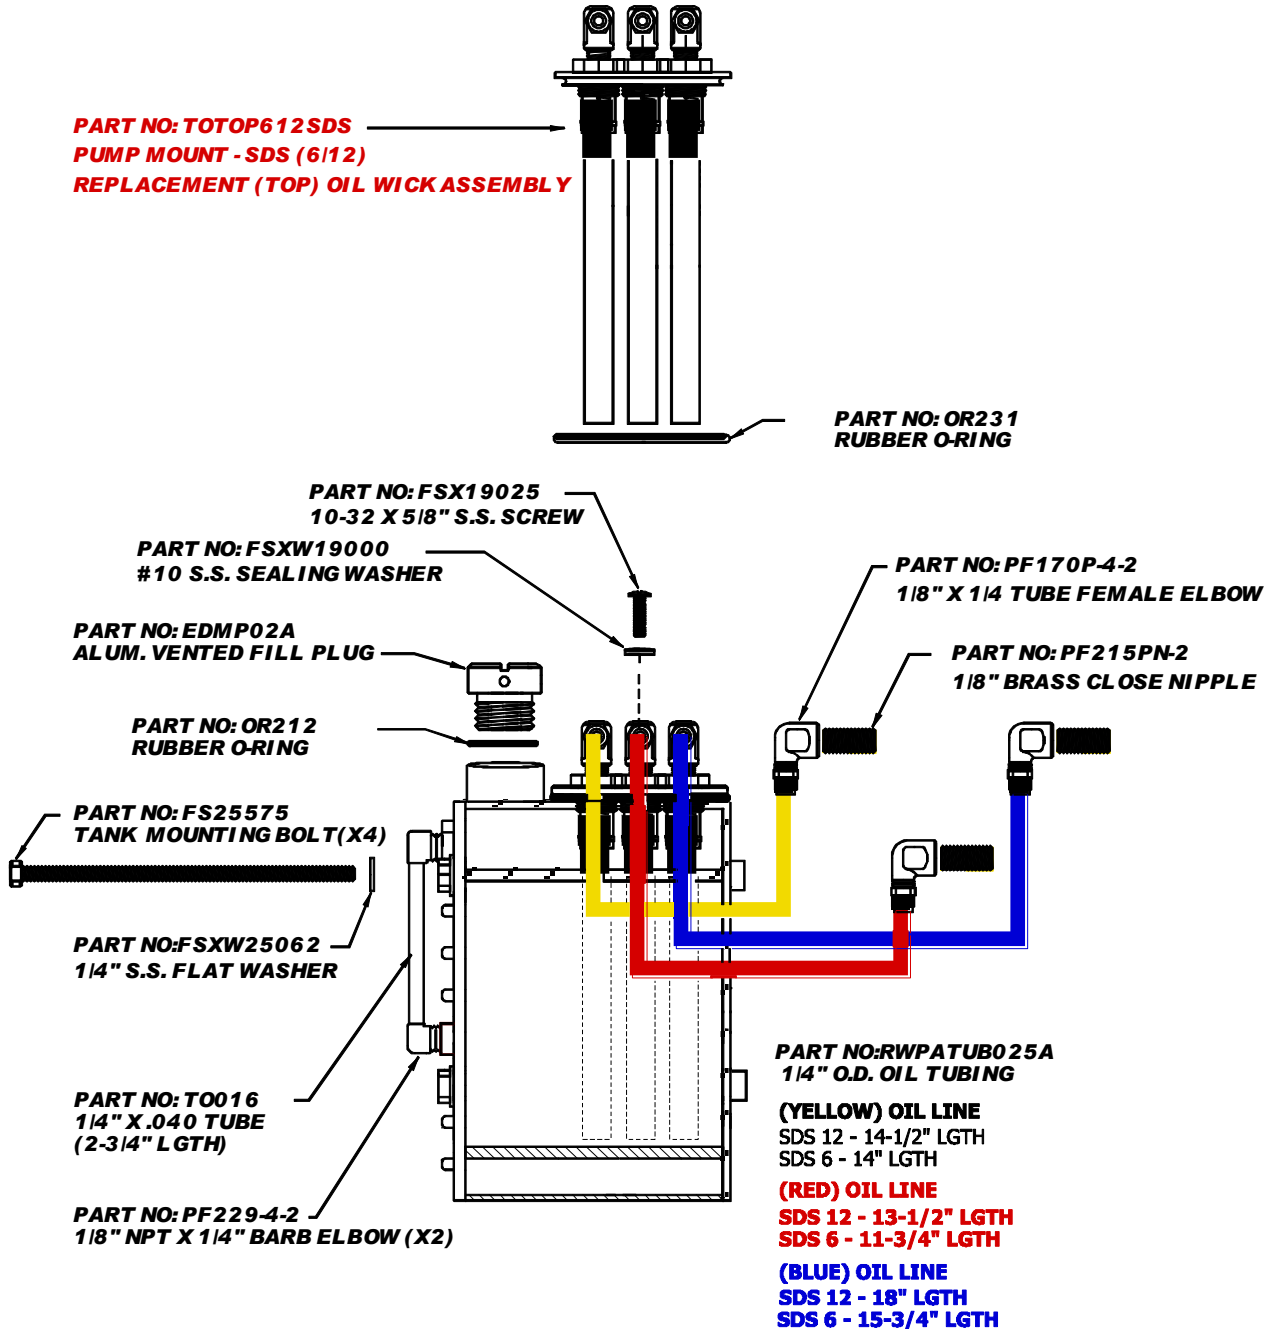 PART NO: TOTOP612SDS
PUMP MOUNT - SDS (6/12)
REPLACEMENT (TOP) OIL WICK ASSEMBLY
PART NO: OR231
RUBBER O-RING
PART NO: FSX19025
10-32 X 5/8" S.S. SCREW
PART NO: FSXW19000
#10 S.S. SEALING WASHER
PART NO: PF170P-4-2
1/8" X 1/4 TUBE FEMALE ELBOW
PART NO: EDMP02A
ALUM. VENTED FILL PLUG
PART NO: PF215PN-2
1/8" BRASS CLOSE NIPPLE
PART NO: OR212
RUBBER O-RING
PART NO: FS25575
TANK MOUNTING BOLT (X4)
PART NO:FSXW25062
1/4" S.S. FLAT WASHER
PART NO:RWPATUB025A
1/4" O.D. OIL TUBING
PART NO: TO016
1/4" X .040 TUBE
(2-3/4" LGTH)
(YELLOW) OIL LINE
SDS 12 - 14-1/2" LGTH
SDS 6 - 14" LGTH
(RED) OIL LINE
SDS 12 - 13-1/2" LGTH
SDS 6 - 11-3/4" LGTH
PART NO: PF229-4-2
1/8" NPT X 1/4" BARB ELBOW (X2)
(BLUE) OIL LINE
SDS 12 - 18" LGTH
SDS 6 - 15-3/4" LGTH